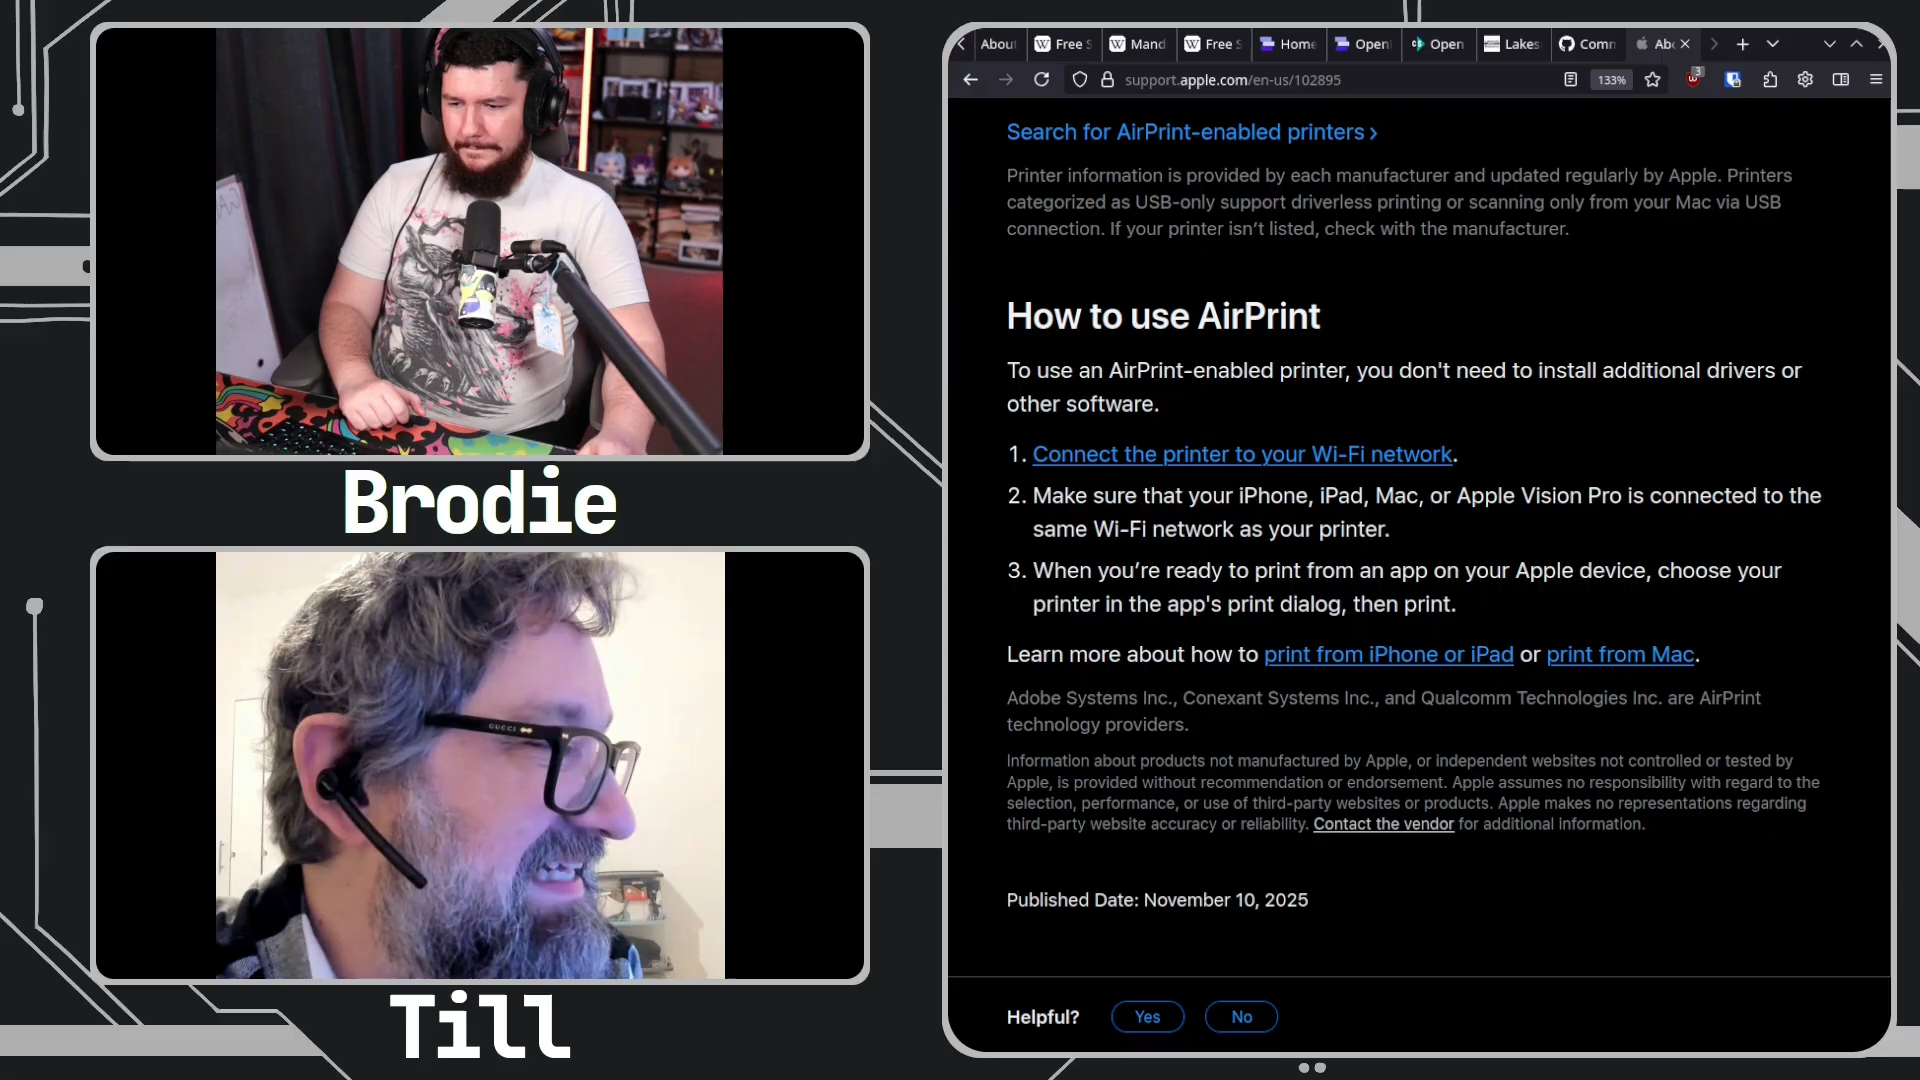 Brodie
GUCCI
Till
About
Free S
Mand
Free S
Home
Open
Open
Lakes
Comm
Abo
support.apple.com/en-us/102895
133%
3
Search for AirPrint-enabled printers ›
Printer information is provided by each manufacturer and updated regularly by Apple. Printers
categorized as USB-only support driverless printing or scanning only from your Mac via USB
connection. If your printer isn’t listed, check with the manufacturer.
How to use AirPrint
To use an AirPrint-enabled printer, you don't need to install additional drivers or
other software.
1. Connect the printer to your Wi-Fi network.
2. Make sure that your iPhone, iPad, Mac, or Apple Vision Pro is connected to the
same Wi-Fi network as your printer.
3. When you’re ready to print from an app on your Apple device, choose your
printer in the app's print dialog, then print.
Learn more about how to print from iPhone or iPad or print from Mac.
Adobe Systems Inc., Conexant Systems Inc., and Qualcomm Technologies Inc. are AirPrint
technology providers.
Information about products not manufactured by Apple, or independent websites not controlled or tested by
Apple, is provided without recommendation or endorsement. Apple assumes no responsibility with regard to the
selection, performance, or use of third-party websites or products. Apple makes no representations regarding
third-party website accuracy or reliability. Contact the vendor for additional information.
Published Date: November 10, 2025
Helpful?
Yes
No